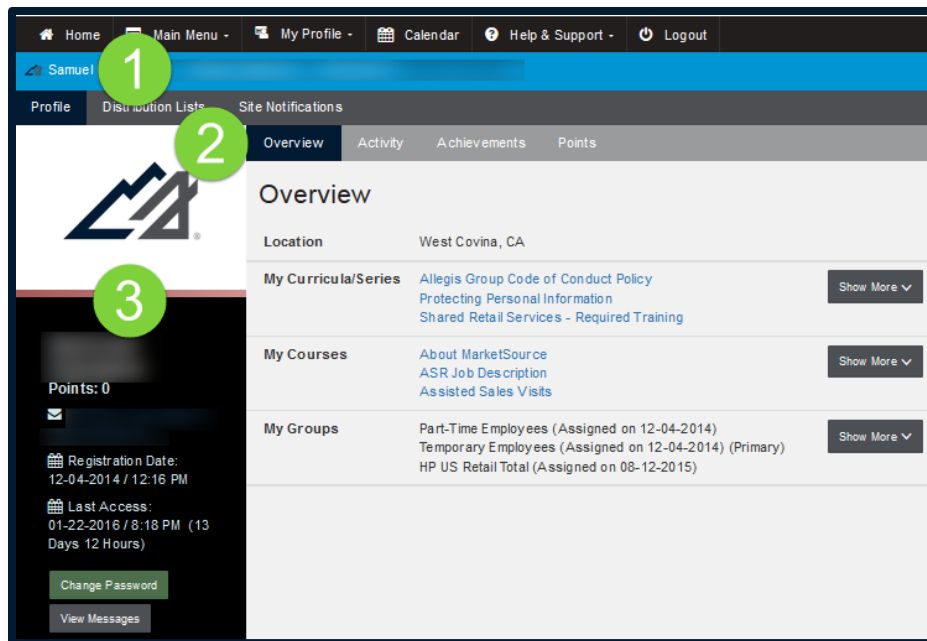 Home Main Menu - My Profile - Calendar Help & Support - Logout
Samuel
1
Profile Distribution Lists Site Notifications
2
Overview Activity Achievements Points
Overview
Location West Covina, CA
My Curricula/Series Allegis Group Code of Conduct Policy
Protecting Personal Information
Shared Retail Services - Required Training
Show More
My Courses About MarketSource
ASR Job Description
Assisted Sales Visits
Show More
My Groups Part-Time Employees (Assigned on 12-04-2014)
Temporary Employees (Assigned on 12-04-2014) (Primary)
HP US Retail Total (Assigned on 08-12-2015)
Show More
3
Points: 0
Registration Date:
12-04-2014 / 12:16 PM
Last Access:
01-22-2016 / 8:18 PM (13
Days 12 Hours)
Change Password
View Messages